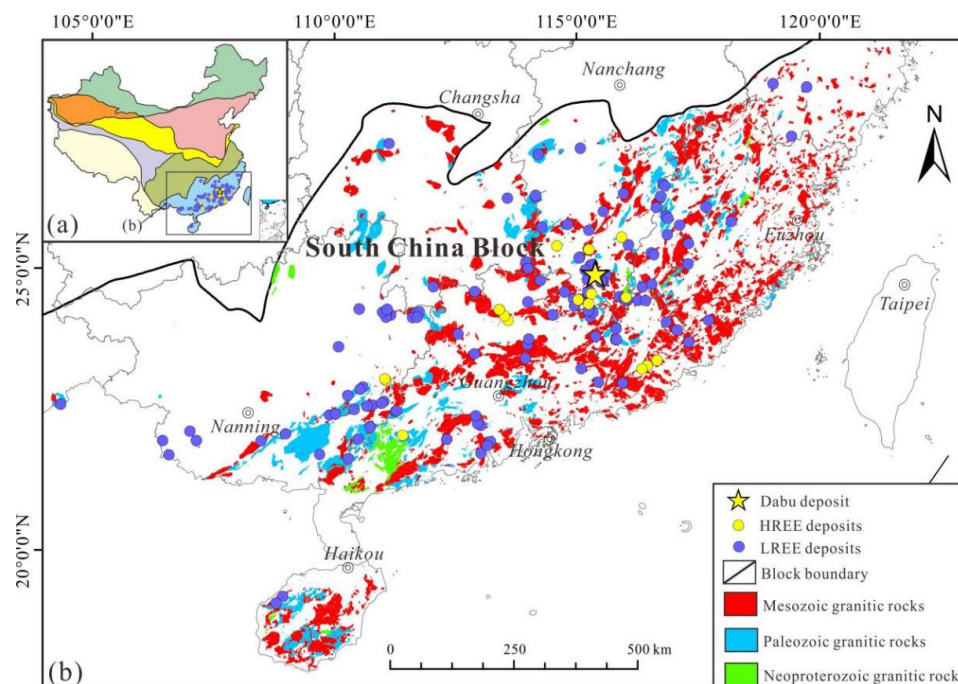 105°0'0"E
110°0'0"E
115°0'0"E
120°0'0"E
(a)
(b)
Nanchang
Changsha
N
South China Block
Fuzhou
25°0'0"N
Taipei
Guangzhou
Nanning
Hongkong
20°0'0"N
Haikou
Dabu deposit
HREE deposits
LREE deposits
Block boundary
Mesozoic granitic rocks
Paleozoic granitic rocks
Neoproterozoic granitic rock
0 250 500 km
(b)